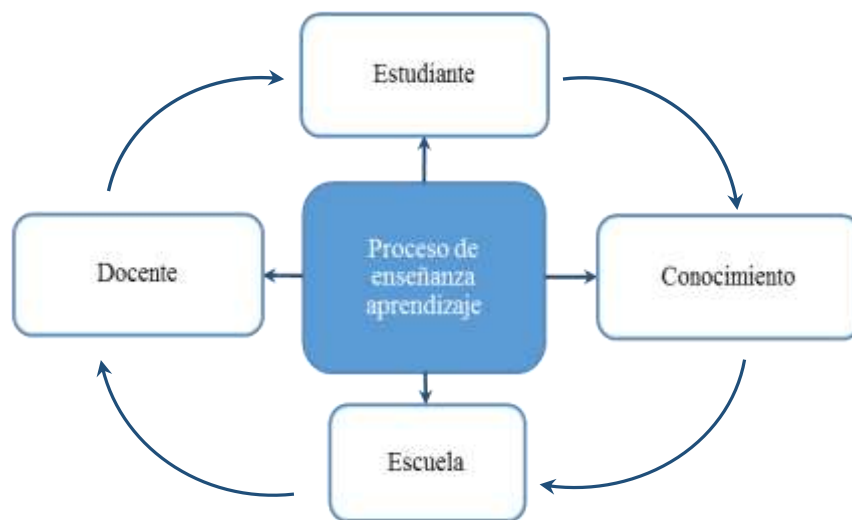 Estudiante
Docente
Proceso de
enseñanza
aprendizaje
Conocimiento
Escuela